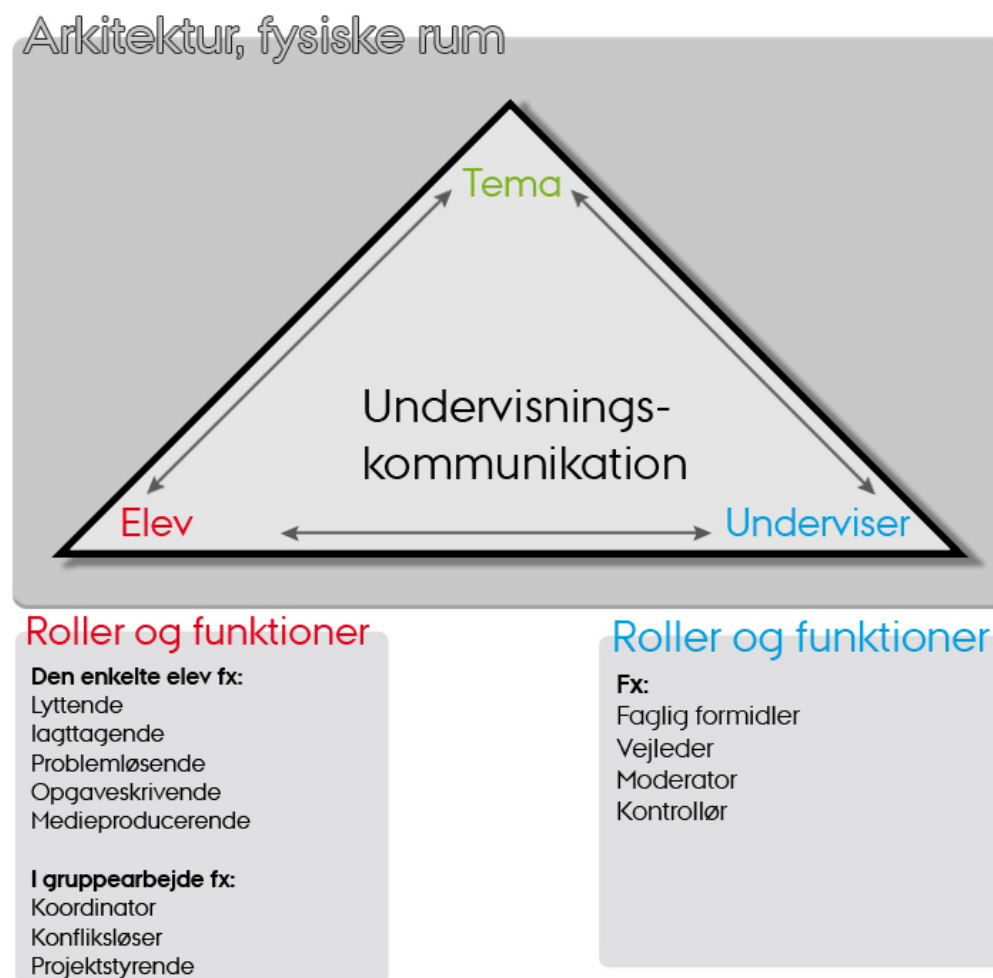 Arkitektur, fysiske rum
Tema
Undervisnings-
kommunikation
Elev
Underviser
Roller og funktioner
Den enkelte elev fx:
Lyttende
Iagttagende
Problemløsende
Opgaveskrivende
Medieproducerende
I gruppearbejde fx:
Koordinator
Konfliksløser
Projektstyrende
Roller og funktioner
Fx:
Faglig formidler
Vejleder
Moderator
Kontrollør